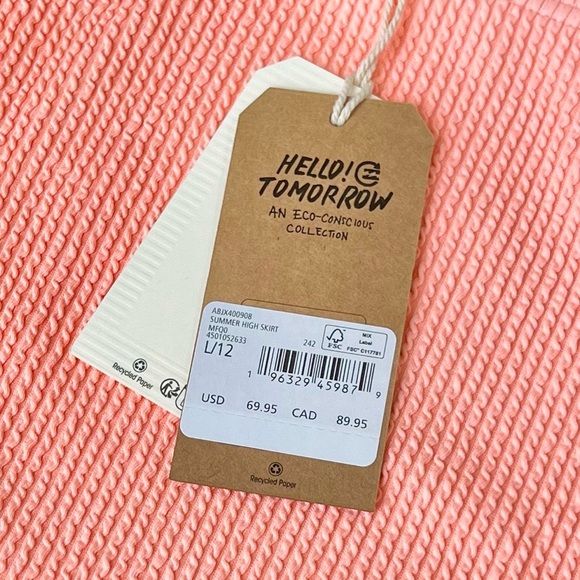 HELLO!
TOMORROW
AN ECO-CONSCIOUS
COLLECTION
ABJX400908
SUMMER HIGH SKIRT
MFQ0
4501052633
L/12
242
FSC
MIX
Label
FSC® C117781
1 96329 45987 9
USD 69.95 CAD 89.95
Recycled Paper
Recycled Paper